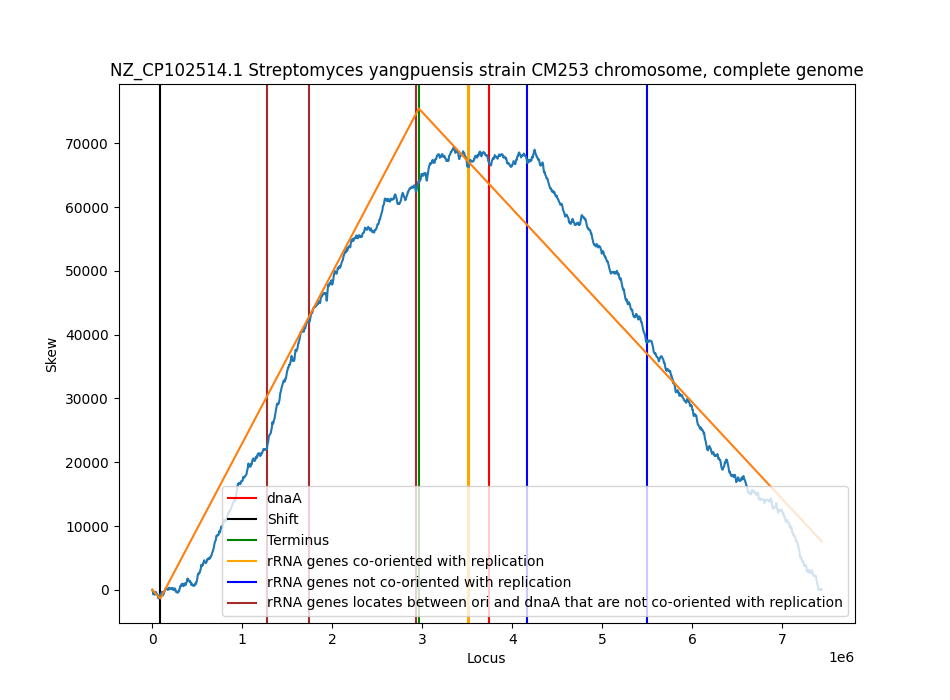 NZ_CP102514.1 Streptomyces yangpuensis strain CM253 chromosome, complete genome
Skew
70000
60000
50000
40000
30000
20000
10000
0
dnaA
Shift
Terminus
rRNA genes co-oriented with replication
rRNA genes not co-oriented with replication
rRNA genes locates between ori and dnaA that are not co-oriented with replication
0 1 2 3 4 5 6 7
1e6
Locus